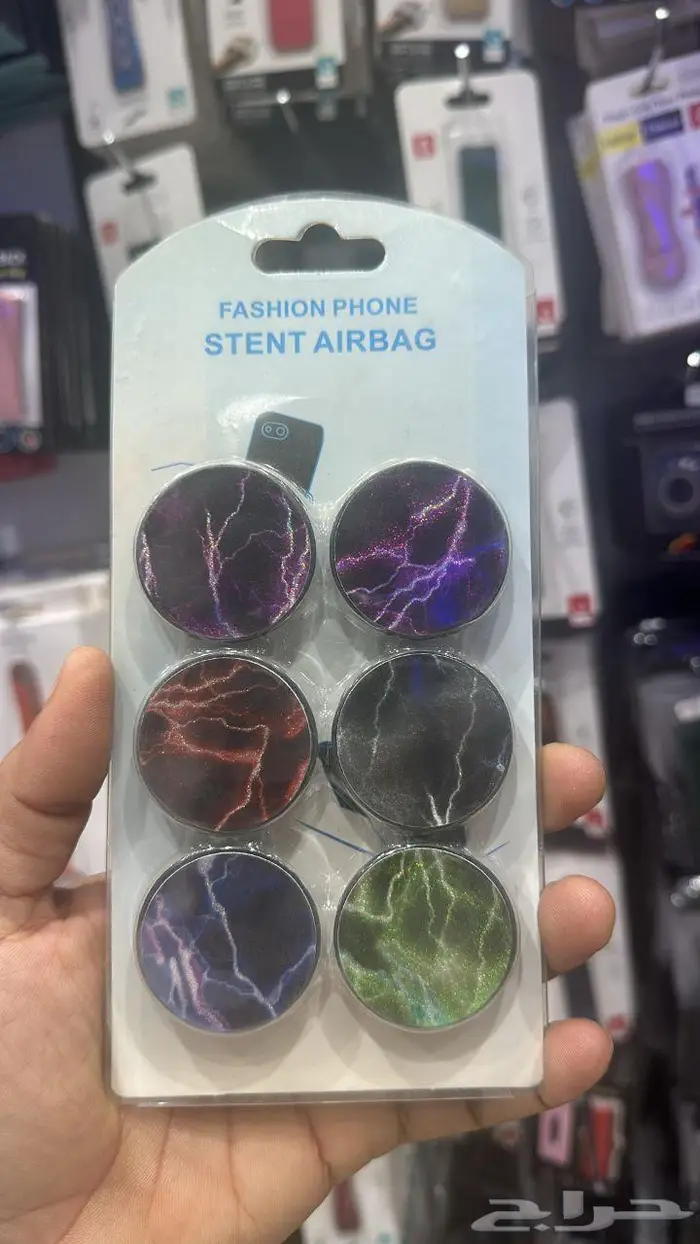 FASHION PHONE
STENT AIRBAG
حراج